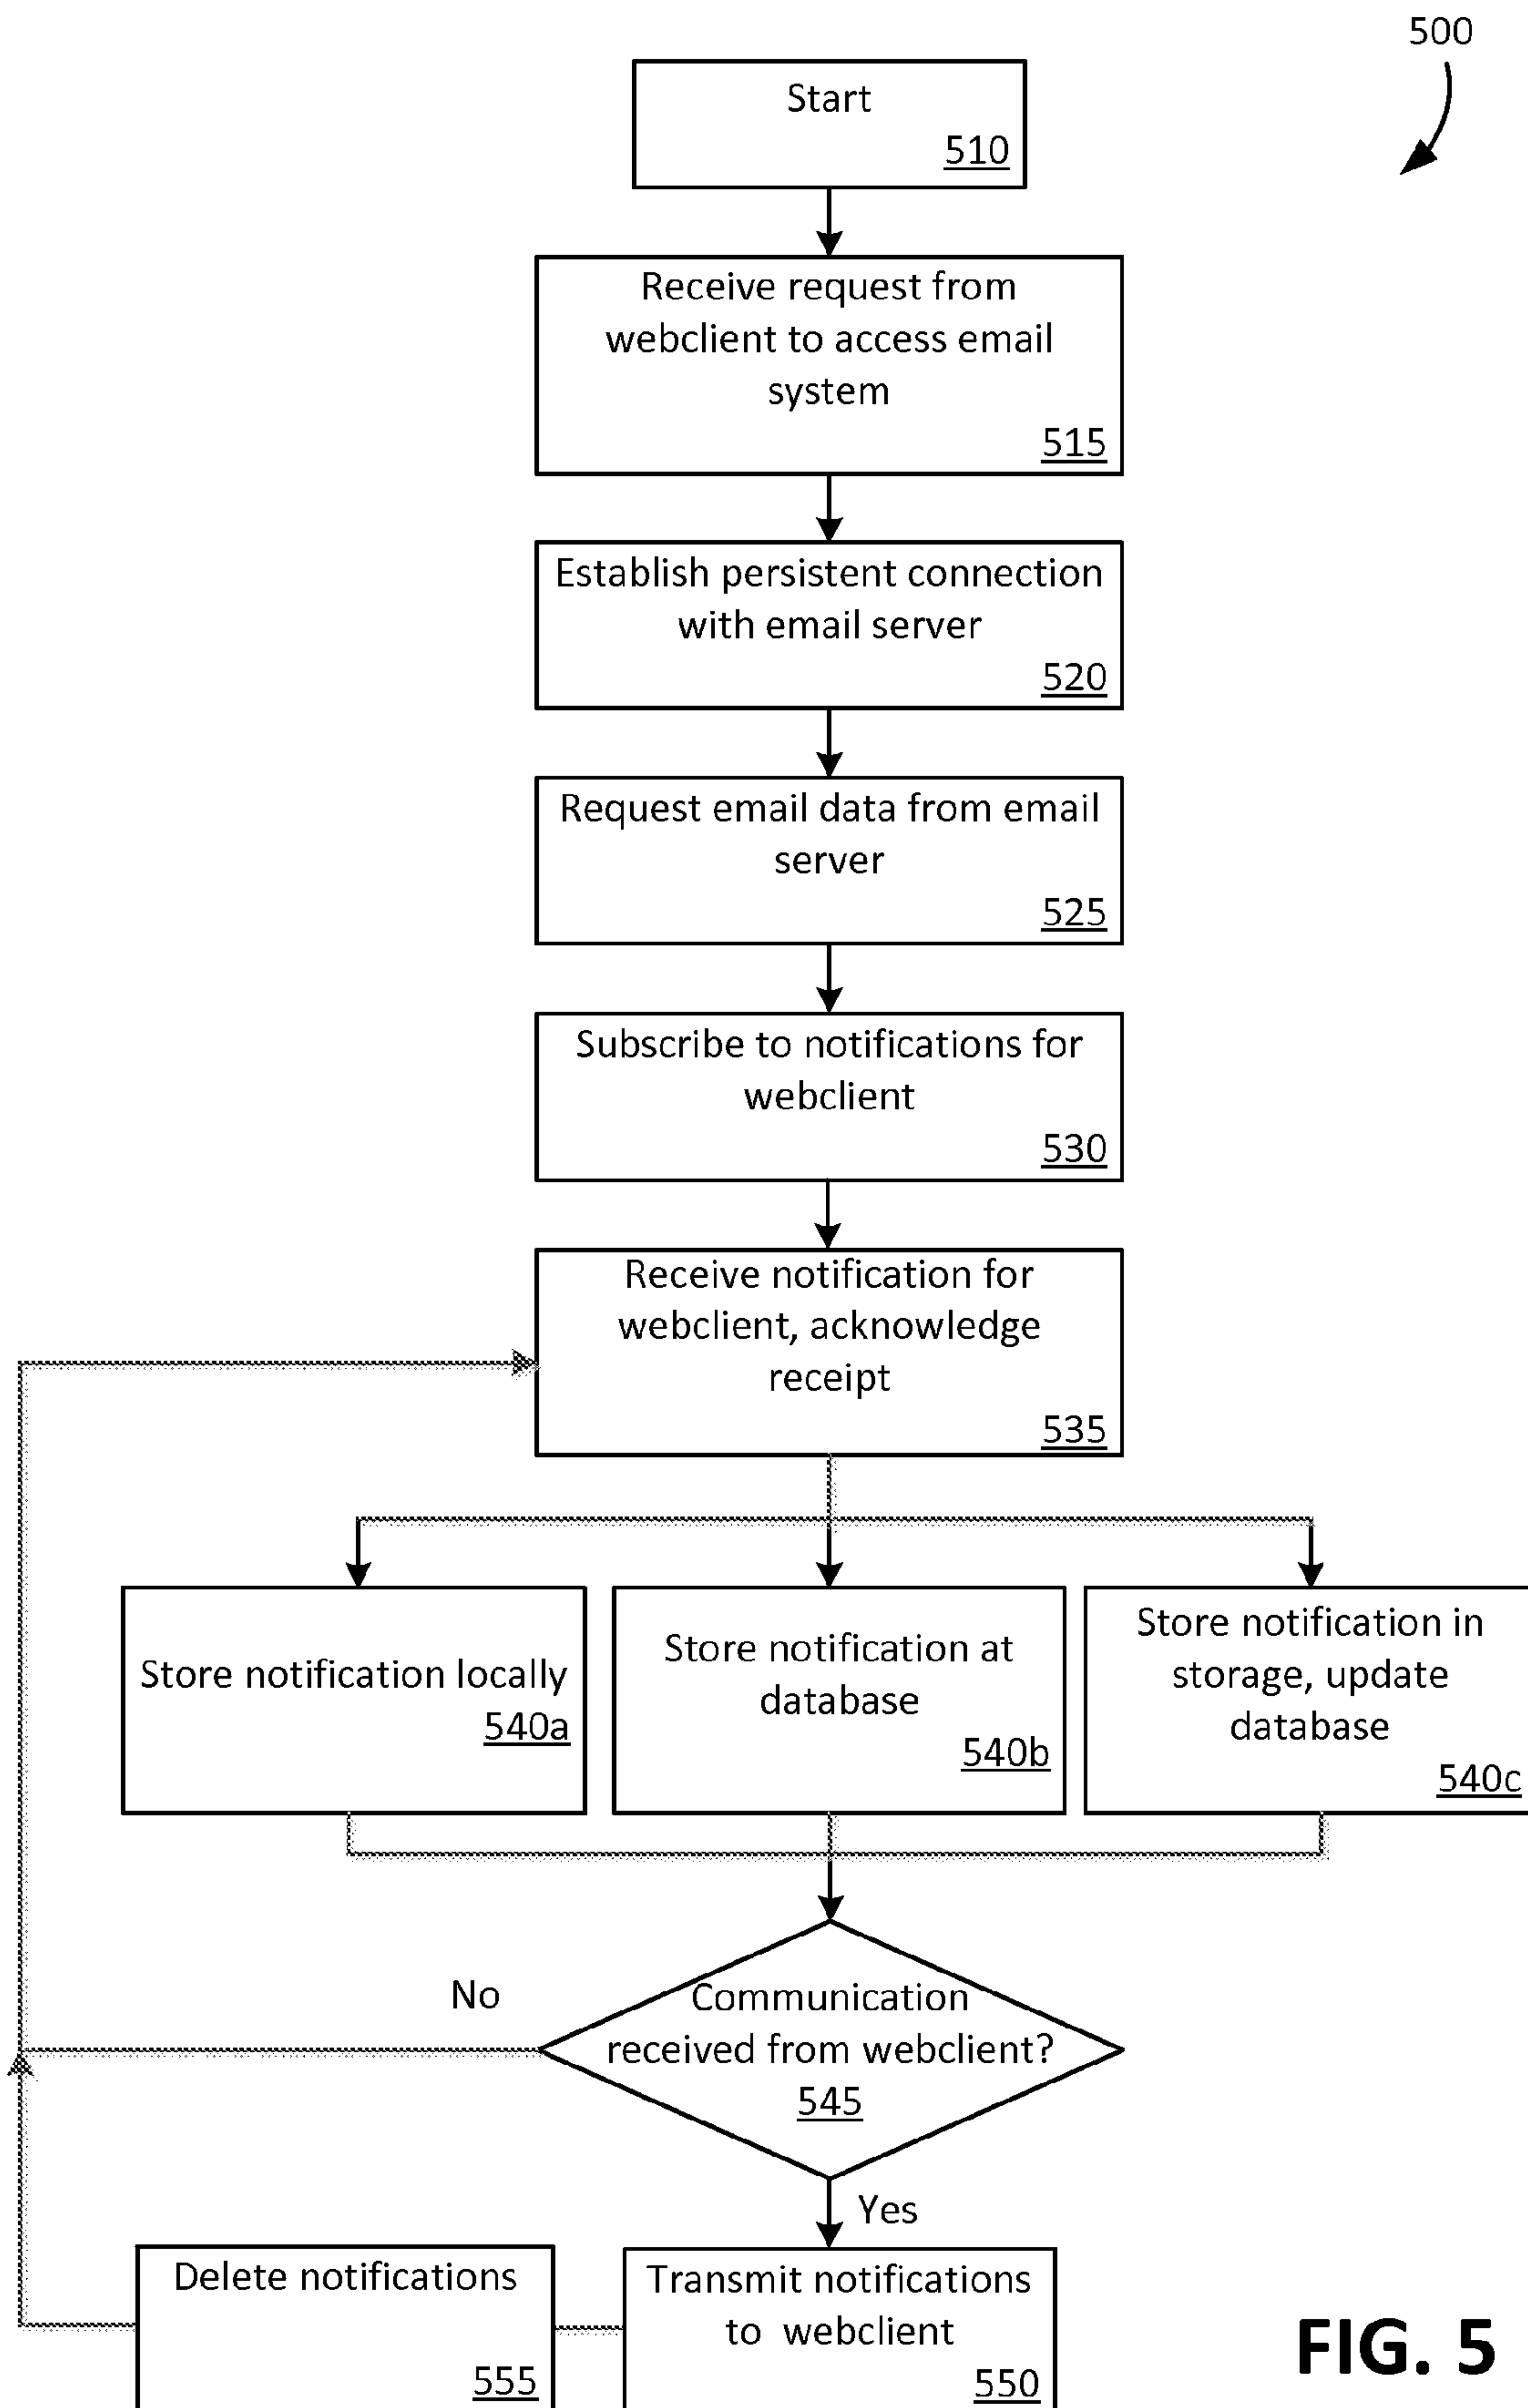 500
Start
510
Receive request from
webclient to access email
system
515
Establish persistent connection
with email server
520
Request email data from email
server
525
Subscribe to notifications for
webclient
530
Receive notification for
webclient, acknowledge
receipt
535
Store notification locally
540a
Store notification at
database
540b
Store notification in
storage, update
database
540c
No
Communication
received from webclient?
545
Yes
Delete notifications
555
Transmit notifications
to webclient
550
FIG. 5